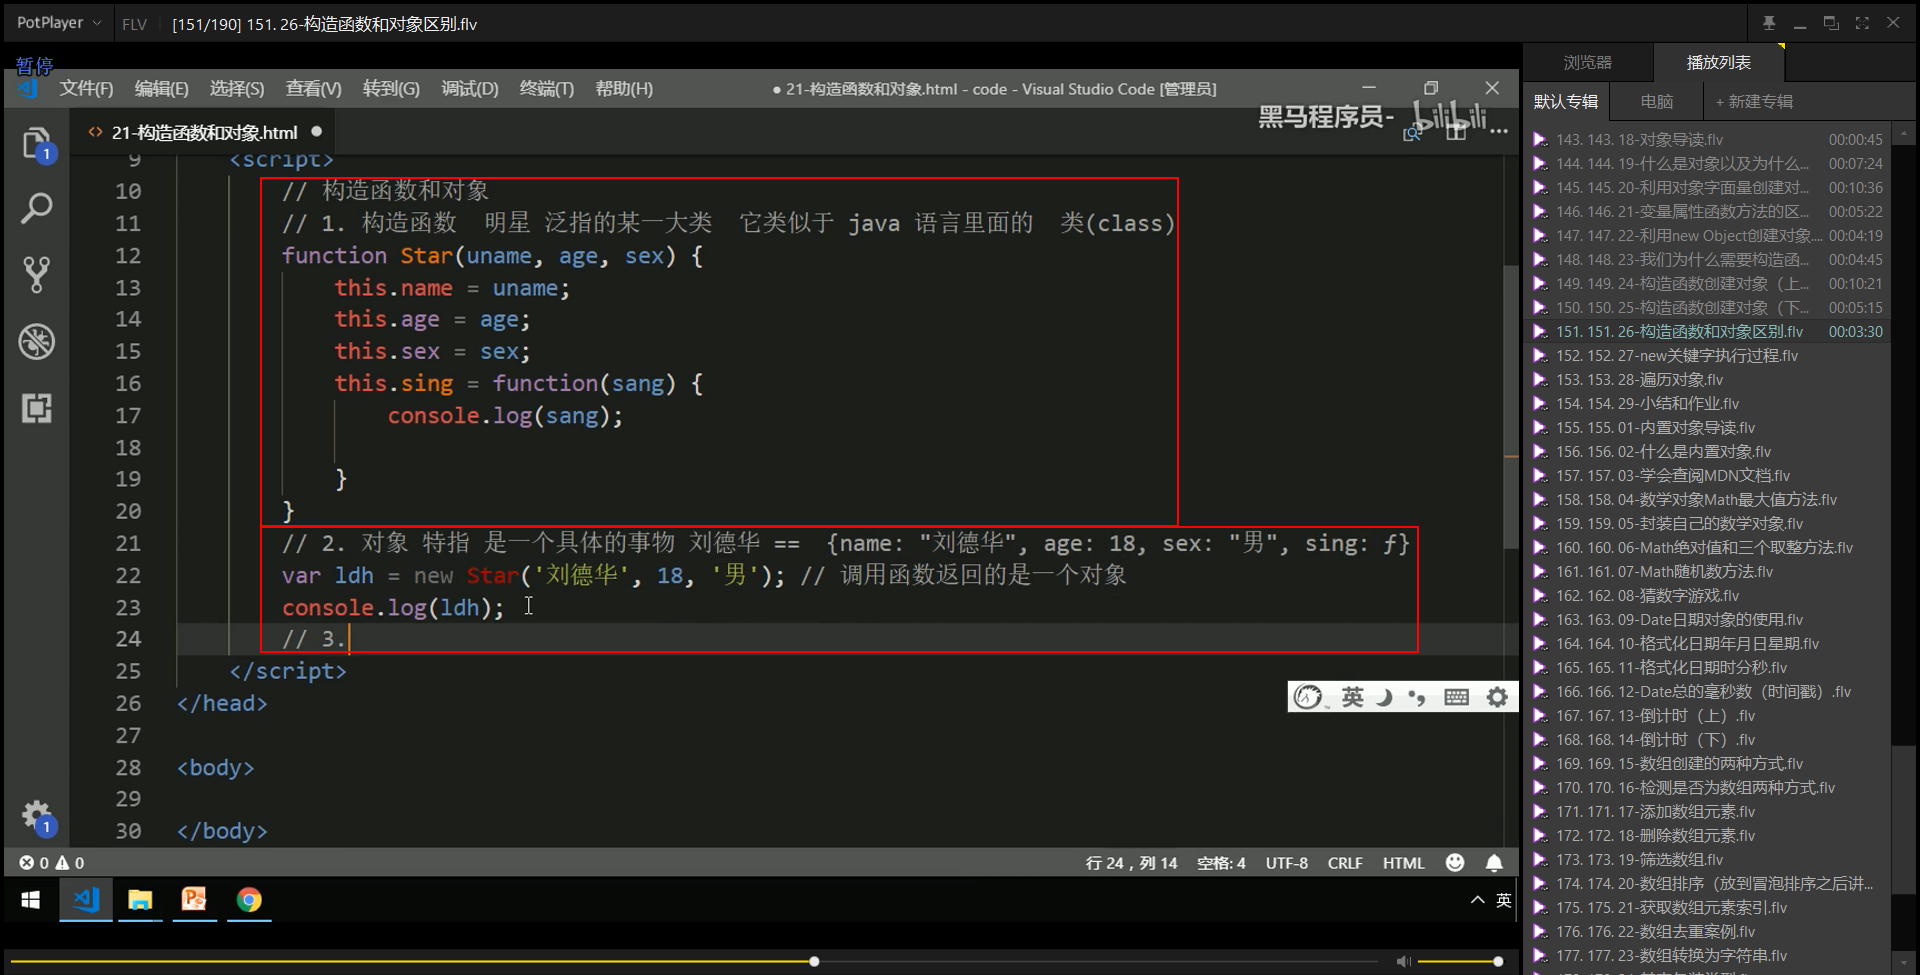 PotPlayer
FLV
[151/190] 151. 26-构造函数和对象区别.flv
暂停
文件(F) 编辑(E) 选择(S) 查看(V) 转到(G) 调试(D) 终端(T) 帮助(H)
● 21-构造函数和对象.html - code - Visual Studio Code [管理员]
黑马程序员- bilibili
<> 21-构造函数和对象.html ●
1
9 <script>
10 // 构造函数和对象
11 // 1. 构造函数 明星 泛指的某一大类 它类似于 java 语言里面的 类(class)
12 function Star(uname, age, sex) {
13 this.name = uname;
14 this.age = age;
15 this.sex = sex;
16 this.sing = function(sang) {
17 console.log(sang);
18
19 }
20 }
21 // 2. 对象 特指 是一个具体的事物 刘德华 == {name: "刘德华", age: 18, sex: "男", sing: ƒ}
22 var ldh = new Star('刘德华', 18, '男'); // 调用函数返回的是一个对象
23 console.log(ldh);
24 // 3.
25 </script>
26 </head>
27
28 <body>
29
30 </body>
1
英
0 0
行 24，列 14 空格: 4 UTF-8 CRLF HTML
英
浏览器 播放列表
默认专辑 电脑 + 新建专辑
143. 143. 18-对象导读.flv 00:00:45
144. 144. 19-什么是对象以及为什么... 00:07:24
145. 145. 20-利用对象字面量创建对... 00:10:36
146. 146. 21-变量属性函数方法的区... 00:05:22
147. 147. 22-利用new Object创建对象.... 00:04:19
148. 148. 23-我们为什么需要构造函... 00:04:45
149. 149. 24-构造函数创建对象（上... 00:10:21
150. 150. 25-构造函数创建对象（下... 00:05:15
151. 151. 26-构造函数和对象区别.flv 00:03:30
152. 152. 27-new关键字执行过程.flv
153. 153. 28-遍历对象.flv
154. 154. 29-小结和作业.flv
155. 155. 01-内置对象导读.flv
156. 156. 02-什么是内置对象.flv
157. 157. 03-学会查阅MDN文档.flv
158. 158. 04-数学对象Math最大值方法.flv
159. 159. 05-封装自己的数学对象.flv
160. 160. 06-Math绝对值和三个取整方法.flv
161. 161. 07-Math随机数方法.flv
162. 162. 08-猜数字游戏.flv
163. 163. 09-Date日期对象的使用.flv
164. 164. 10-格式化日期年月日星期.flv
165. 165. 11-格式化日期时分秒.flv
166. 166. 12-Date总的毫秒数（时间戳）.flv
167. 167. 13-倒计时（上）.flv
168. 168. 14-倒计时（下）.flv
169. 169. 15-数组创建的两种方式.flv
170. 170. 16-检测是否为数组两种方式.flv
171. 171. 17-添加数组元素.flv
172. 172. 18-删除数组元素.flv
173. 173. 19-筛选数组.flv
174. 174. 20-数组排序（放到冒泡排序之后讲...
175. 175. 21-获取数组元素索引.flv
176. 176. 22-数组去重案例.flv
177. 177. 23-数组转换为字符串.flv